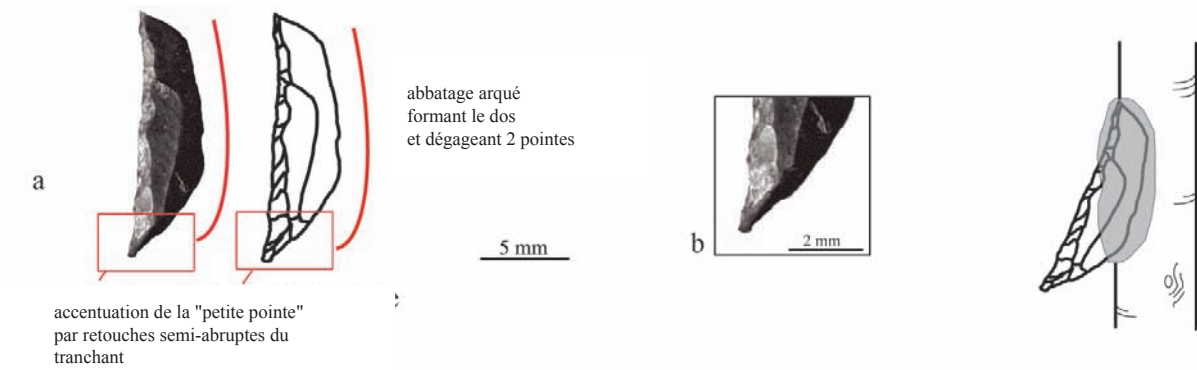 abbatage arqué
formant le dos
et dégageant 2 pointes
a
b
5 mm
2 mm
accentuation de la "petite pointe"
par retouches semi-abruptes du
tranchant